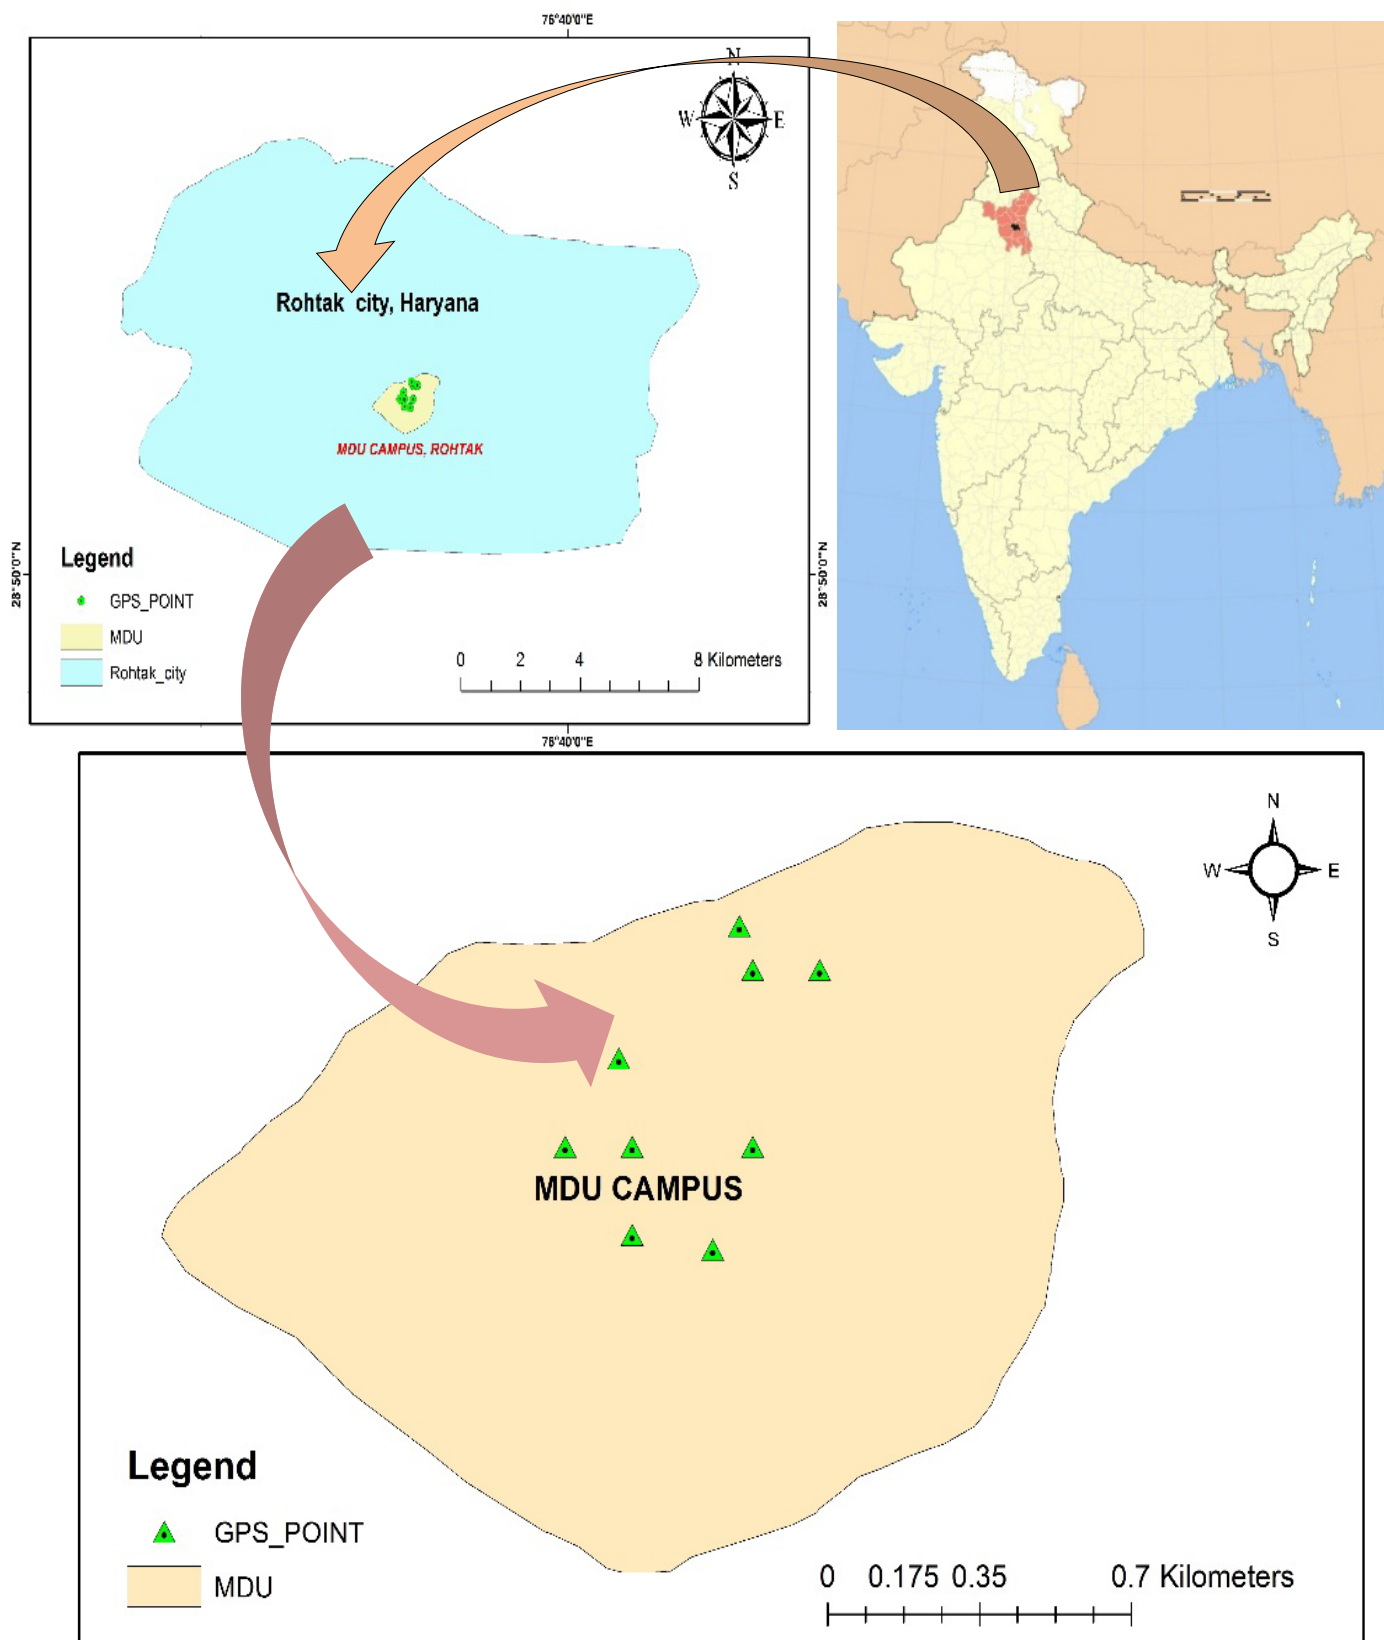 76°40'0"E
N
W E
S
Rohtak city, Haryana
MDU CAMPUS, ROHTAK
28°50'0"N
28°50'0"N
Legend
GPS_POINT
MDU
Rohtak_city
0 2 4 8 Kilometers
76°40'0"E
N
W E
S
MDU CAMPUS
Legend
GPS_POINT
MDU
0 0.175 0.35 0.7 Kilometers